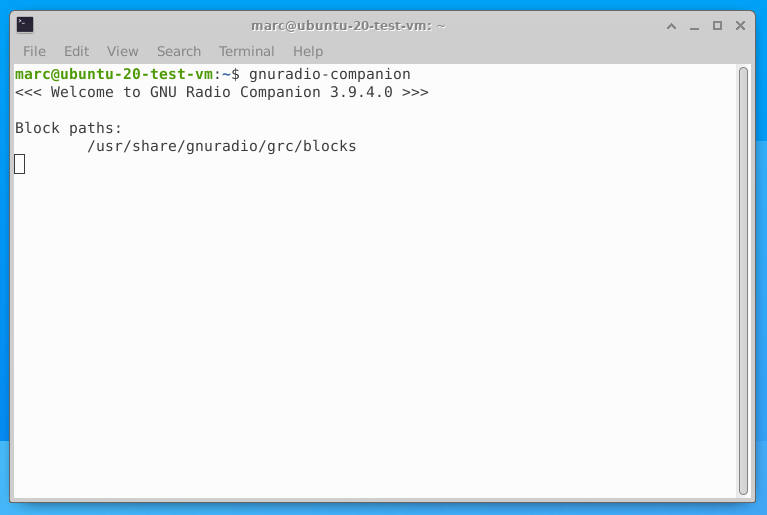 marc@ubuntu-20-test-vm: ~
File Edit View Search Terminal Help
marc@ubuntu-20-test-vm:~$ gnuradio-companion
<<< Welcome to GNU Radio Companion 3.9.4.0 >>>
Block paths:
/usr/share/gnuradio/grc/blocks